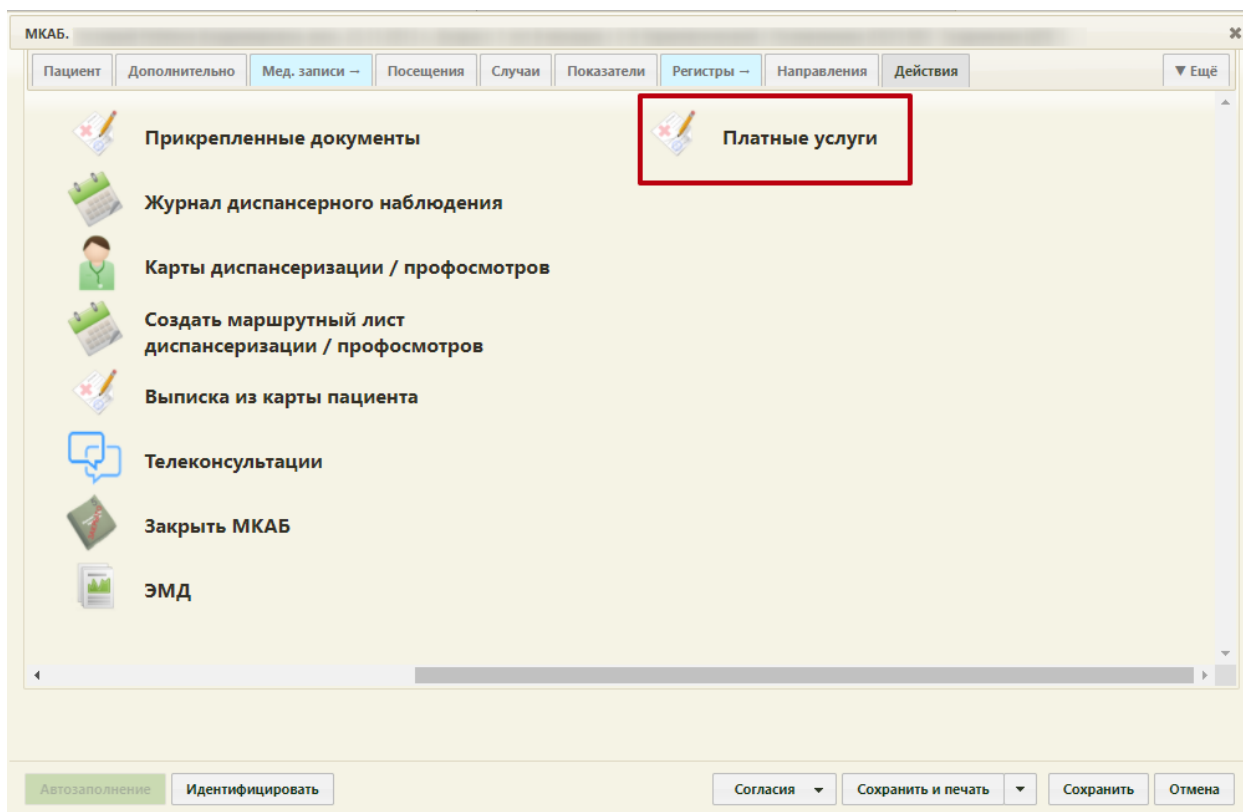 МКАБ.
Пациент Дополнительно Мед. записи → Посещения Случаи Показатели Регистры → Направления Действия ▼ Ещё
Прикрепленные документы
Платные услуги
Журнал диспансерного наблюдения
Карты диспансеризации / профосмотров
Создать маршрутный лист
диспансеризации / профосмотров
Выписка из карты пациента
Телеконсультации
Закрыть МКАБ
ЭМД
Автозаполнение Идентифицировать Согласия Сохранить и печать Сохранить Отмена